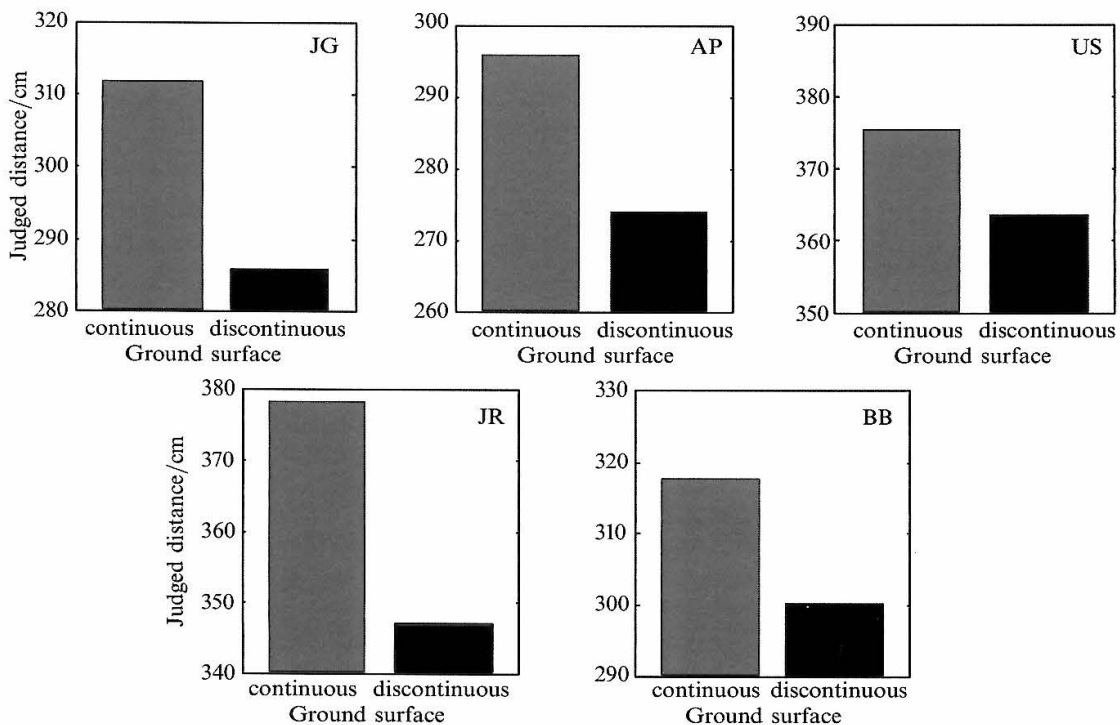 320
310
300
290
280
Judged distance/cm
JG
continuous discontinuous
Ground surface
300
290
280
270
260
AP
continuous discontinuous
Ground surface
390
380
370
360
350
US
continuous discontinuous
Ground surface
380
370
360
350
340
Judged distance/cm
JR
continuous discontinuous
Ground surface
330
320
310
300
290
BB
continuous discontinuous
Ground surface